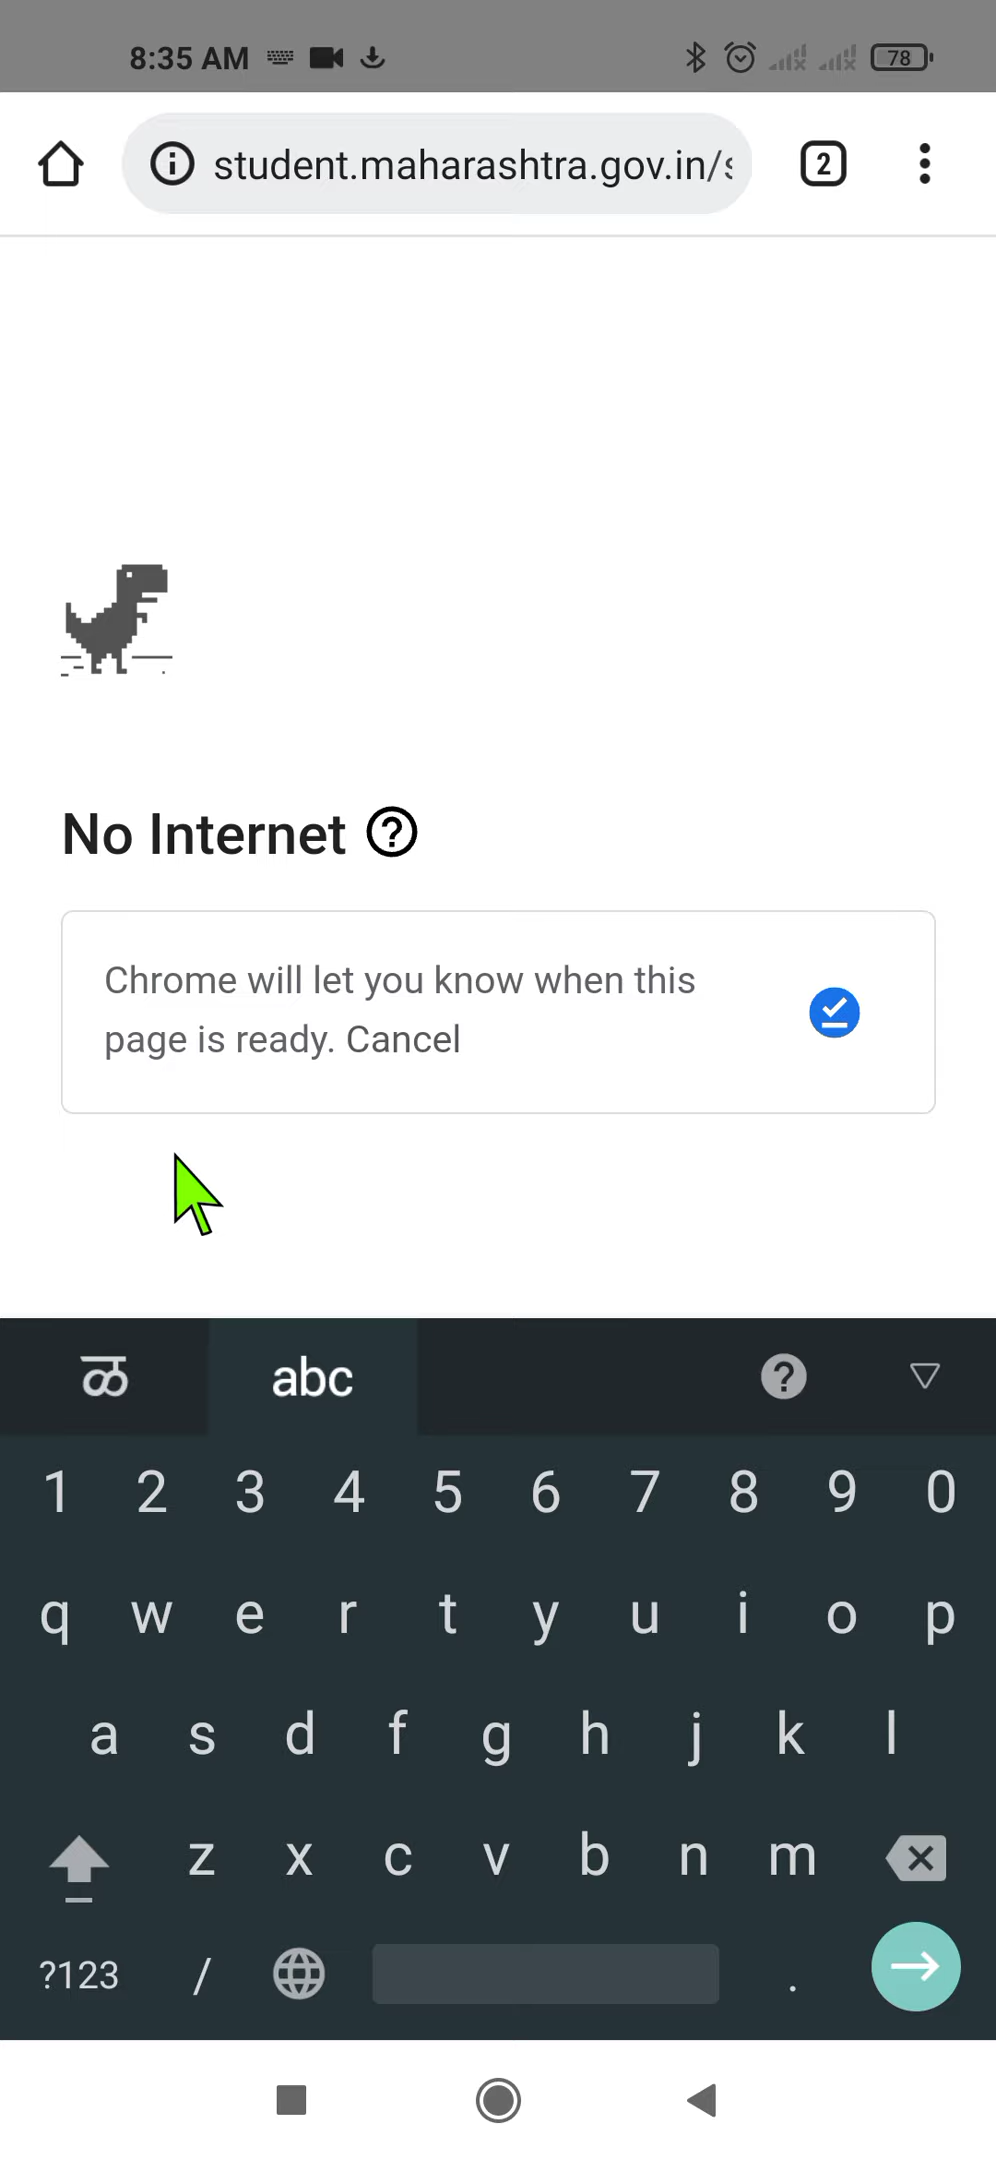 8:35 AM
78
student.maharashtra.gov.in/s
2
No Internet
Chrome will let you know when this
page is ready. Cancel
ळ abc
1 2 3 4 5 6 7 8 9 0
q w e r t y u i o p
a s d f g h j k l
z x c v b n m
?123 / .